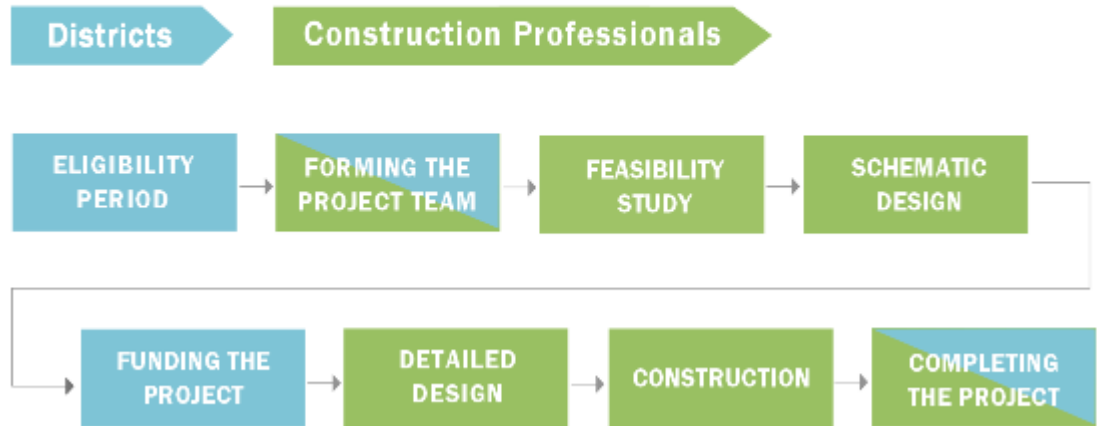 Districts
Construction Professionals
ELIGIBILITY
PERIOD
FORMING THE
PROJECT TEAM
FEASIBILITY
STUDY
SCHEMATIC
DESIGN
FUNDING THE
PROJECT
DETAILED
DESIGN
CONSTRUCTION
COMPLETING
THE PROJECT